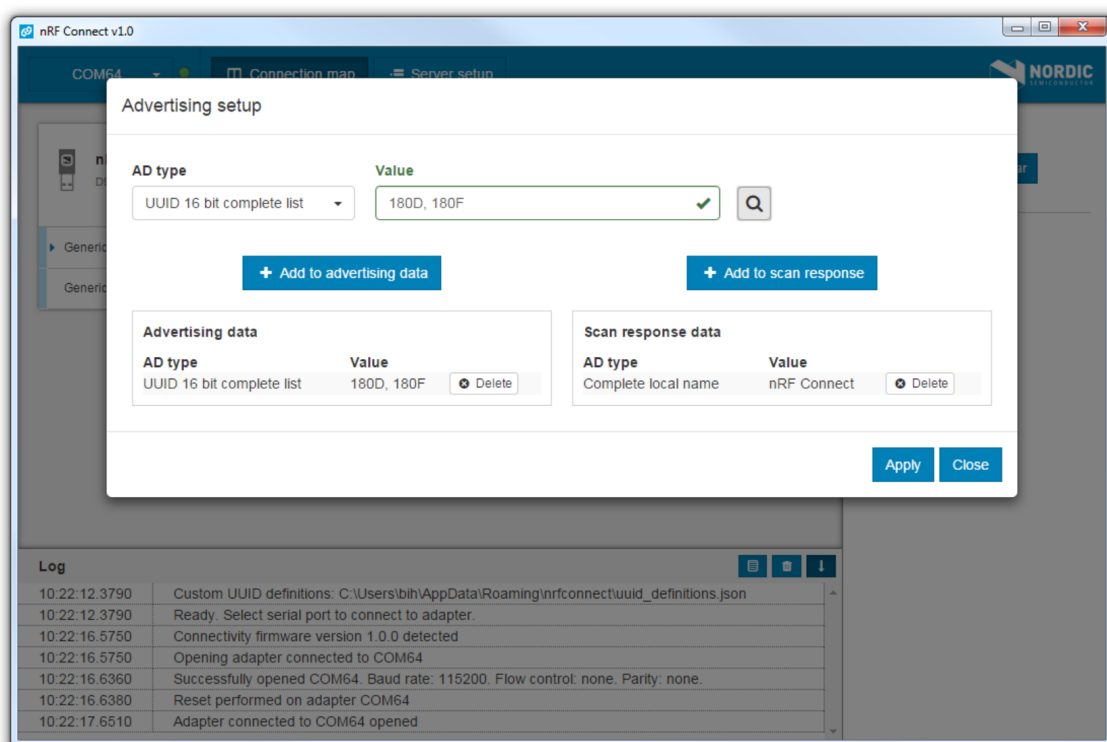 nRF Connect v1.0
COM64 Connection map Server setup NORDIC
SEMICONDUCTOR
Advertising setup
AD type Value
UUID 16 bit complete list 180D, 180F
Generic
Add to advertising data Add to scan response
Generic
Advertising data Scan response data
AD type Value AD type Value
UUID 16 bit complete list 180D, 180F Delete Complete local name nRF Connect Delete
Apply Close
Log
10:22:12.3790 Custom UUID definitions: C:\Users\bih\AppData\Roaming\nrfconnect\uuid_definitions.json
10:22:12.3790 Ready. Select serial port to connect to adapter.
10:22:16.5750 Connectivity firmware version 1.0.0 detected
10:22:16.5750 Opening adapter connected to COM64
10:22:16.6360 Successfully opened COM64. Baud rate: 115200. Flow control: none. Parity: none.
10:22:16.6380 Reset performed on adapter COM64
10:22:17.6510 Adapter connected to COM64 opened